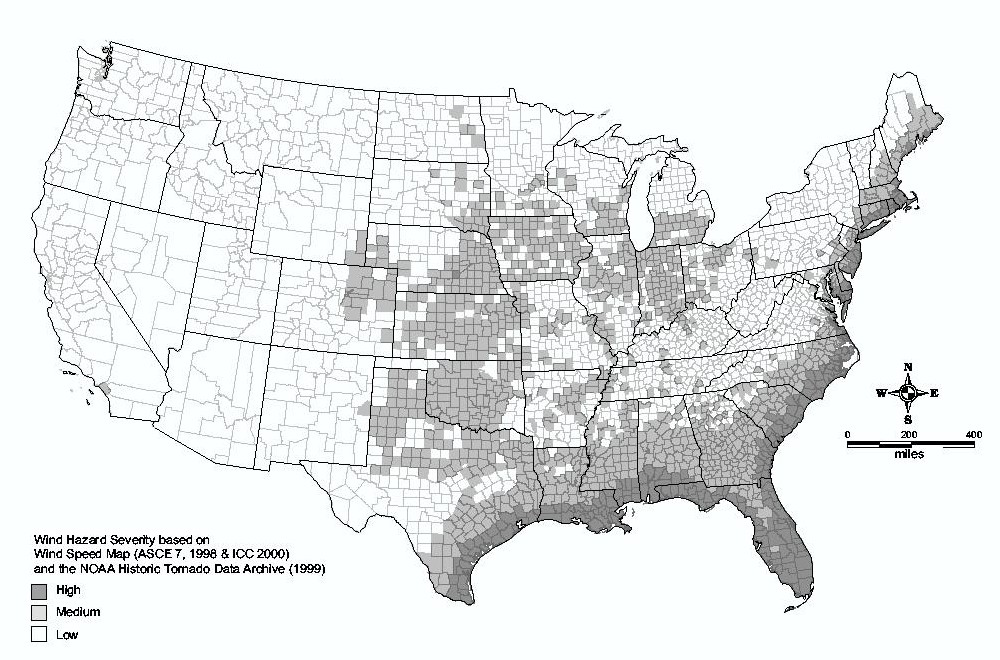 N
W E
S
0 200 400
miles
Wind Hazard Severity based on
Wind Speed Map (ASCE 7, 1998 & ICC 2000)
and the NOAA Historic Tornado Data Archive (1999)
High
Medium
Low